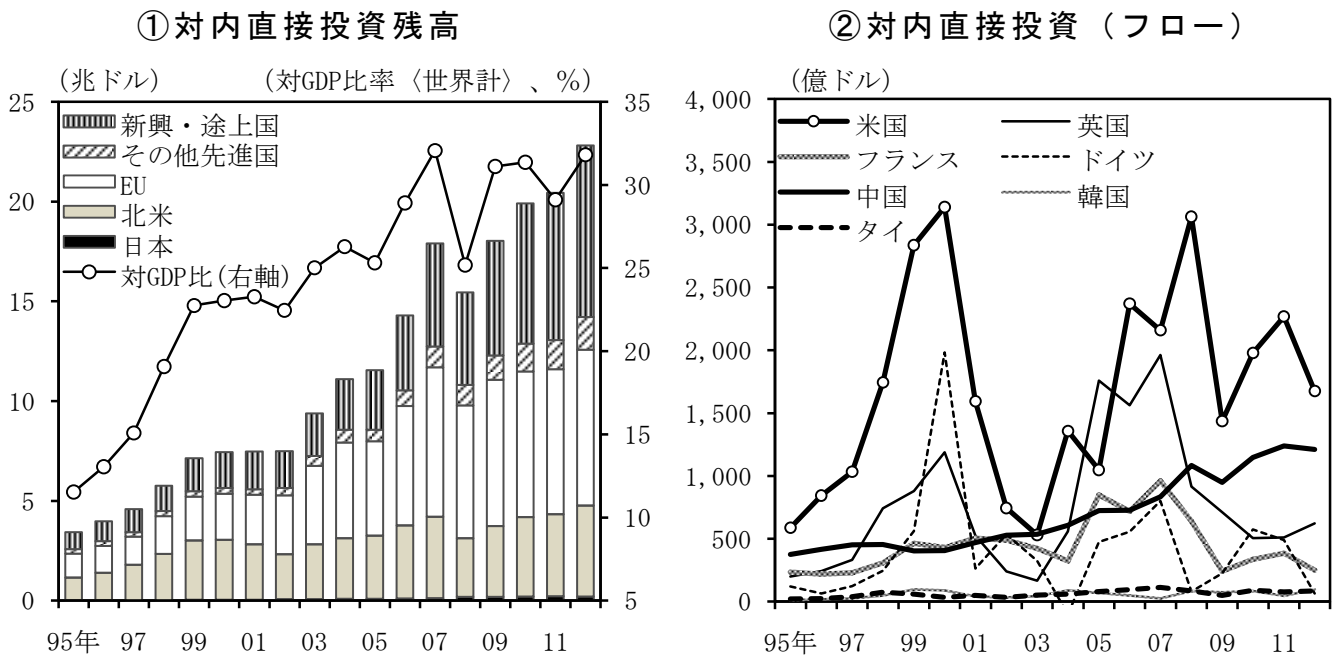 ①対内直接投資残高
(兆ドル)
(対GDP比率〈世界計〉、%)
25
20
15
10
5
0
35
30
25
20
15
10
5
新興・途上国
その他先進国
EU
北米
日本
対GDP比(右軸)
95年 97 99 01 03 05 07 09 11
②対内直接投資(フロー)
(億ドル)
4,000
3,500
3,000
2,500
2,000
1,500
1,000
500
0
米国 英国
フランス ドイツ
中国 韓国
タイ
95年 97 99 01 03 05 07 09 11